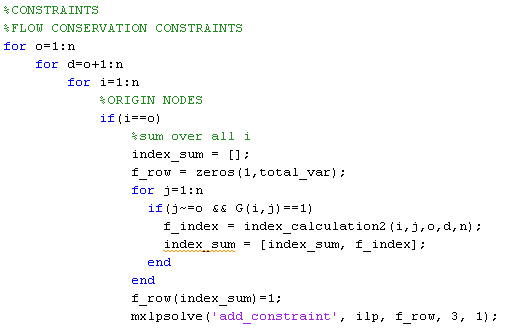 %CONSTRAINTS
%FLOW CONSERVATION CONSTRAINTS
for o=1:n
    for d=o+1:n
        for i=1:n
            %ORIGIN NODES
            if(i==o)
                %sum over all i
                index_sum = [];
                f_row = zeros(1,total_var);
                for j=1:n
                  if(j~=o && G(i,j)==1)
                    f_index = index_calculation2(i,j,o,d,n);
                    index_sum = [index_sum, f_index];
                  end
                end
                f_row(index_sum)=1;
                mxlpsolve('add_constraint', ilp, f_row, 3, 1);